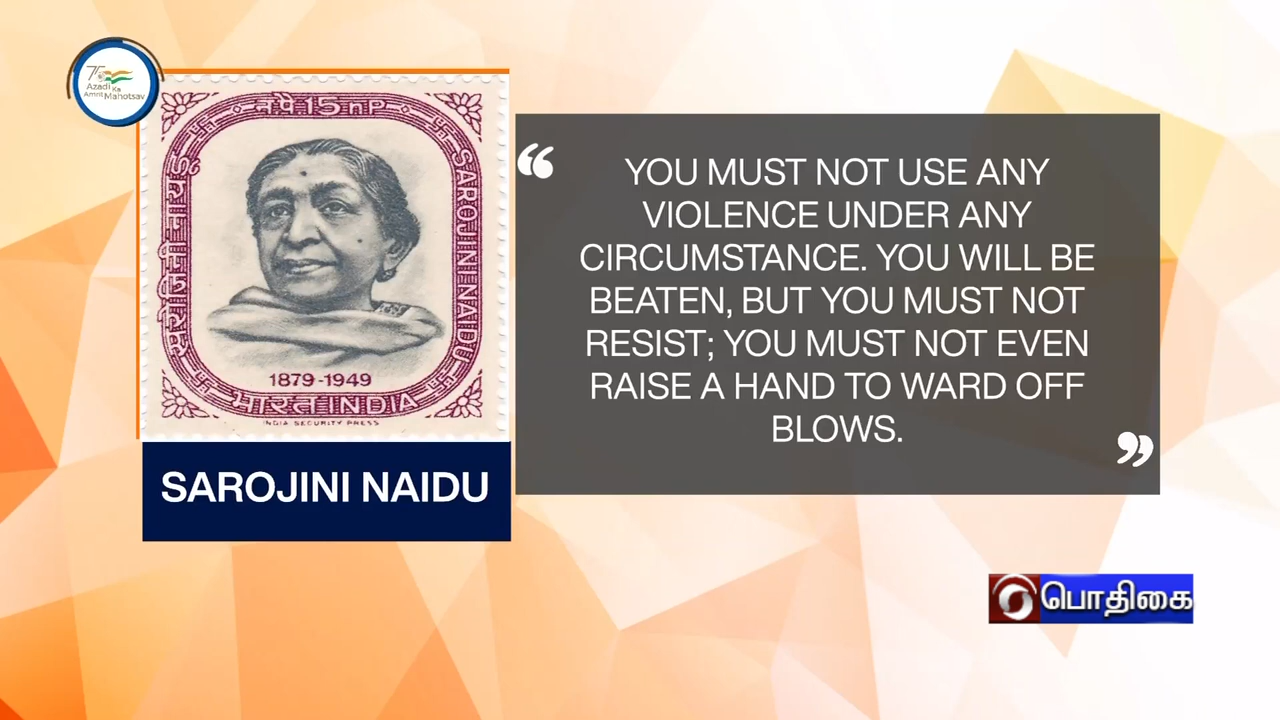 75
Azadi Ka
Amrit Mahotsav
न.पै. 15 nP
सरोजिनी नायडू
SAROJINI NAIDU
1879-1949
भारत INDIA
INDIA SECURITY PRESS
SAROJINI NAIDU
“
YOU MUST NOT USE ANY
VIOLENCE UNDER ANY
CIRCUMSTANCE. YOU WILL BE
BEATEN, BUT YOU MUST NOT
RESIST; YOU MUST NOT EVEN
RAISE A HAND TO WARD OFF
BLOWS.
”
பொதிகை